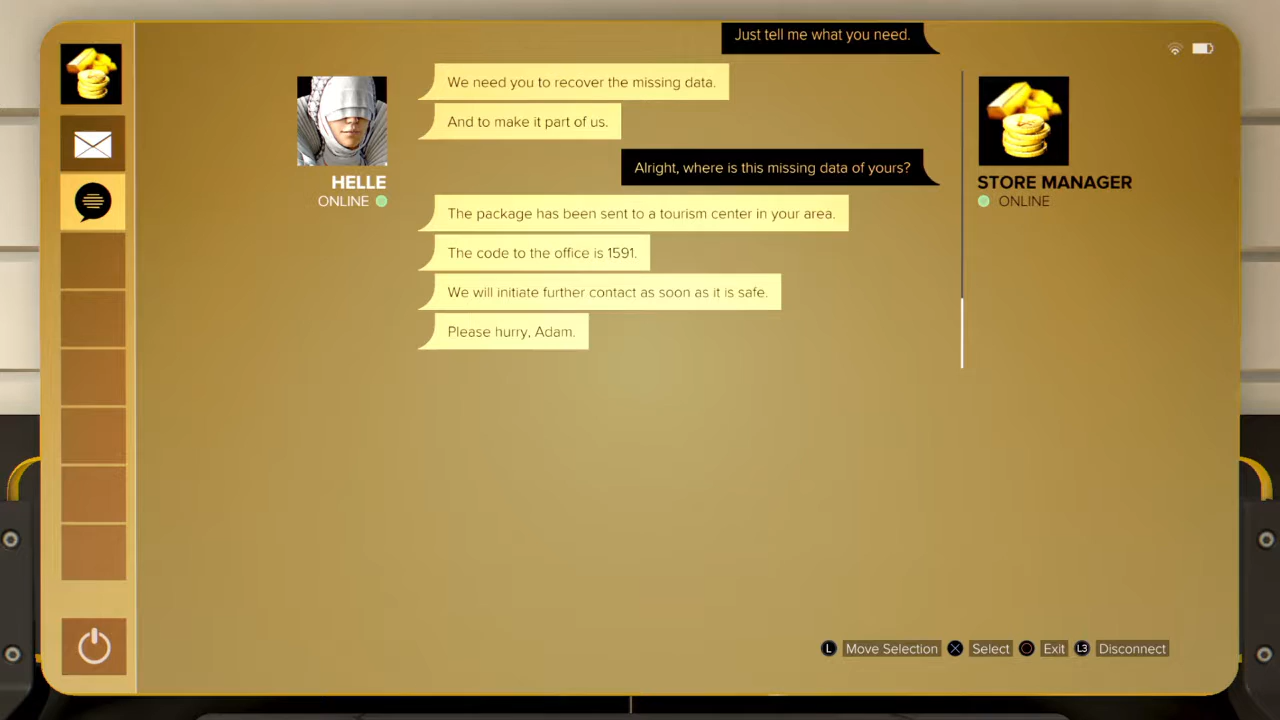 Just tell me what you need.
We need you to recover the missing data.
And to make it part of us.
Alright, where is this missing data of yours?
HELLE
ONLINE
STORE MANAGER
ONLINE
The package has been sent to a tourism center in your area.
The code to the office is 1591.
We will initiate further contact as soon as it is safe.
Please hurry, Adam.
L Move Selection Select Exit L3 Disconnect